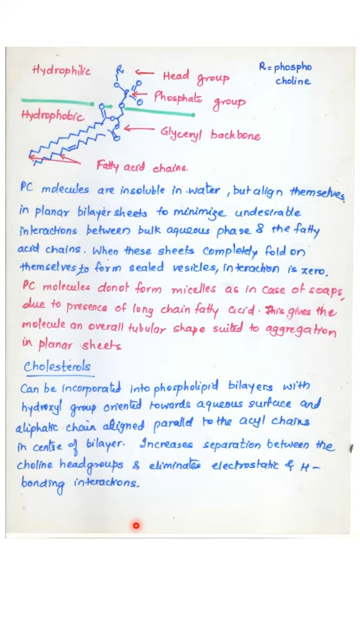 Hydrophilic
R
Head group
R = phospho
choline
Phosphate group
Hydrophobic
Glyceryl backbone
Fatty acid chains
PC molecules are insoluble in water, but align themselves
in planar bilayer sheets to minimize undesirable
interactions between bulk aqueous phase & the fatty
acid chains. When these sheets completely fold on
themselves to form sealed vesicles, interaction is zero.
PC molecules donot form micelles as in case of soaps,
due to presence of long chain fatty acid. This gives the
molecule an overall tubular shape suited to aggregation
in planar sheets
Cholesterols
Can be incorporated into phospholipid bilayers with
hydroxyl group oriented towards aqueous surface and
aliphatic chain aligned parallel to the acyl chains
in centre of bilayer. Increases separation between the
choline headgroups & eliminates electrostatic & H-
bonding interactions.